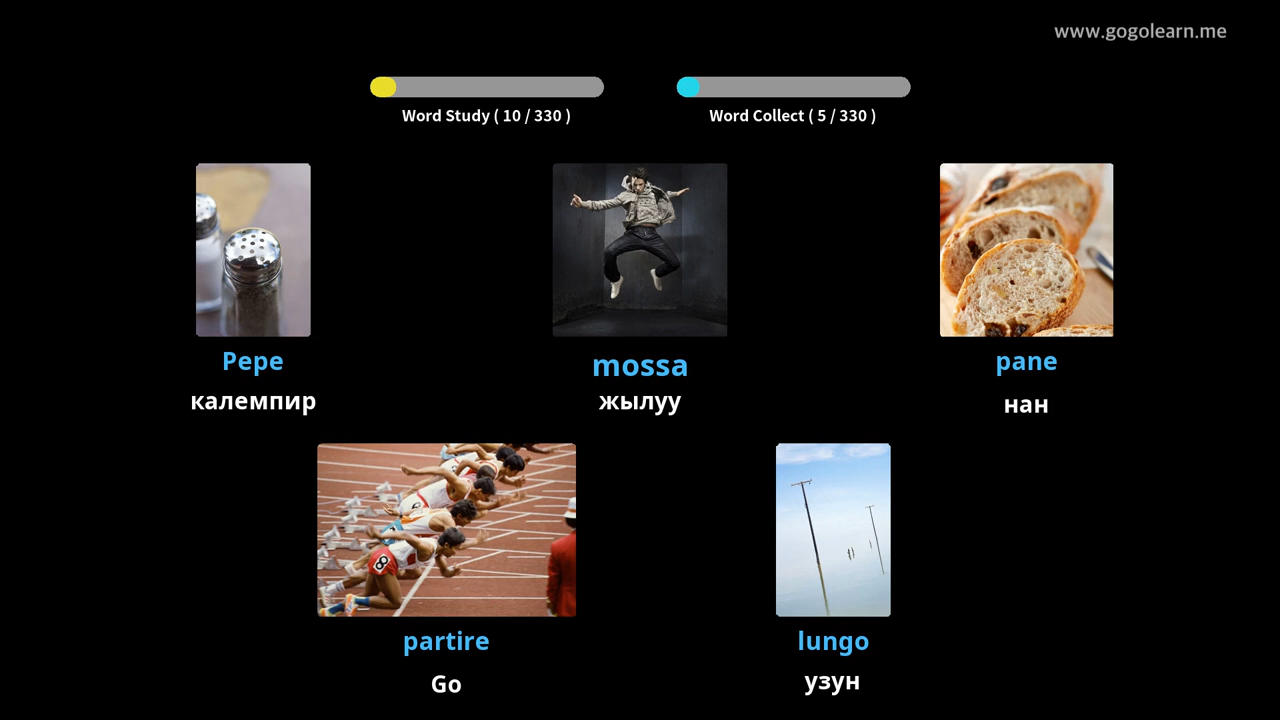 www.gogolearn.me
Word Study ( 10 / 330 )
Word Collect ( 5 / 330 )
Pepe
калемпир
mossa
жылуу
pane
нан
partire
Go
lungo
узун